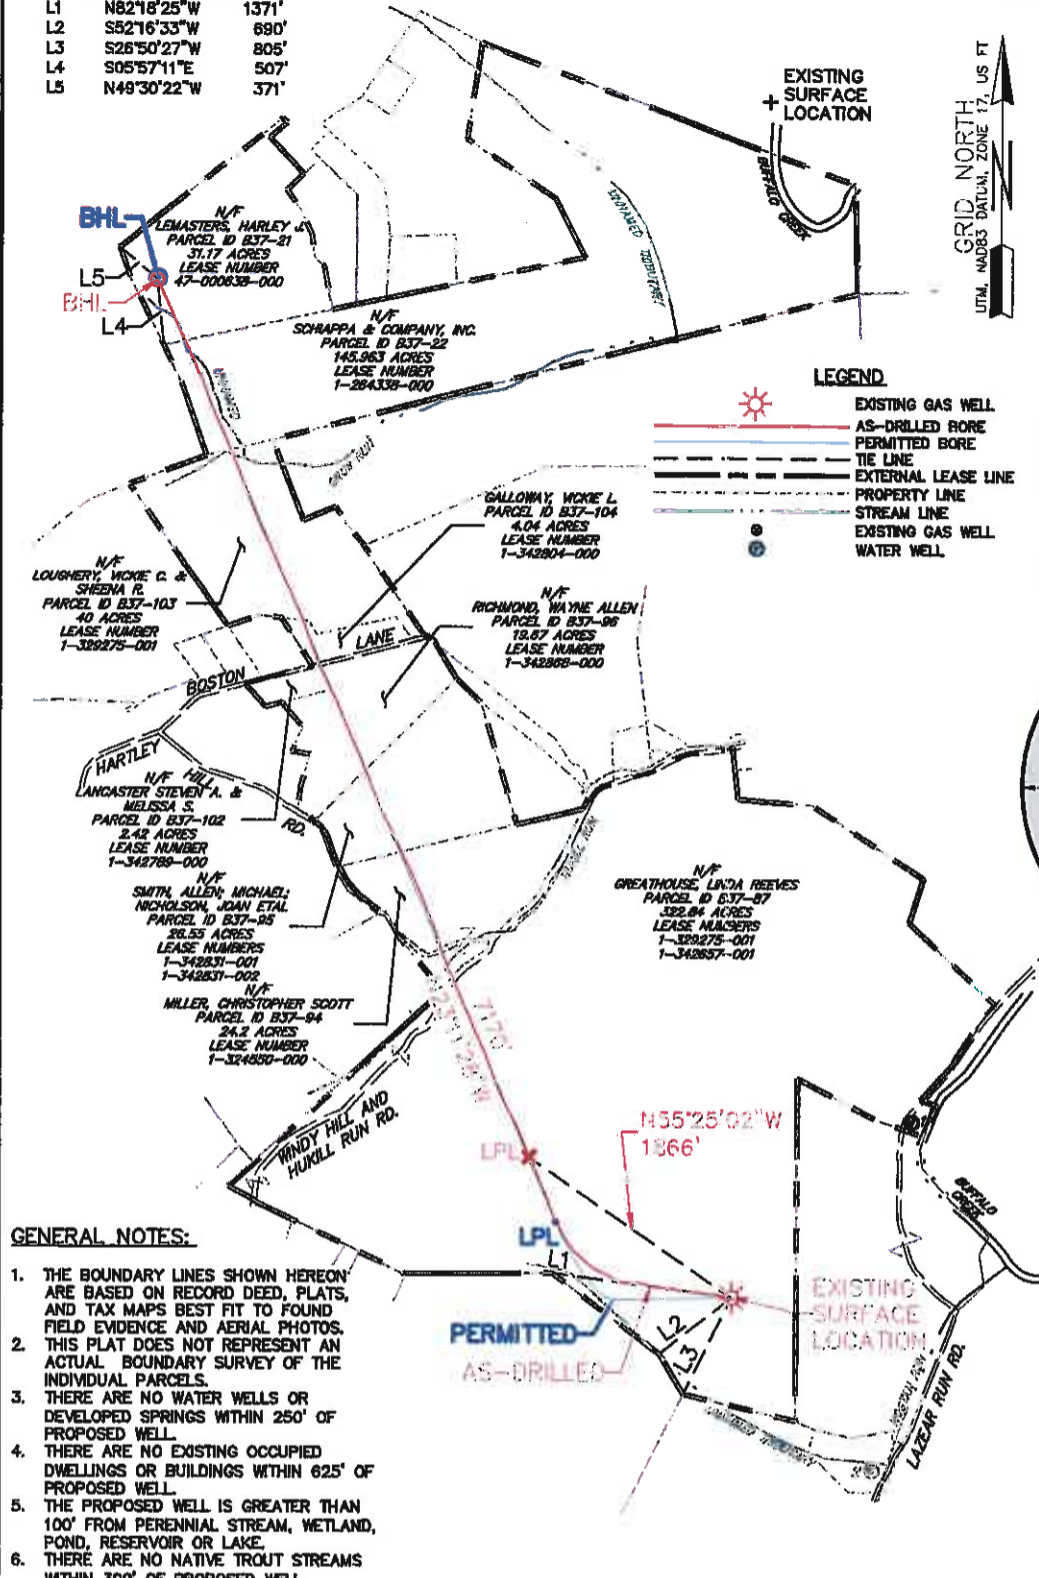 L1 N82°18'25"W 1371'
L2 S52°16'33"W 690'
L3 S26°50'27"W 805'
L4 S05°57'11"E 507'
L5 N49°30'22"W 371'
EXISTING
SURFACE
LOCATION
BUFFALO CREEK
GRID NORTH
UTM, NAD83 DATUM, ZONE 17, US FT
BHL
N/F
LEMASTERS, HARLEY J.
PARCEL ID B37-21
31.17 ACRES
LEASE NUMBER
47-000638-000
L5
BHL
L4
N/F
SCHIAPPA & COMPANY, INC.
PARCEL ID B37-22
145.963 ACRES
LEASE NUMBER
1-264338-000
LEGEND
EXISTING GAS WELL
AS-DRILLED BORE
PERMITTED BORE
TIE LINE
EXTERNAL LEASE LINE
PROPERTY LINE
STREAM LINE
EXISTING GAS WELL
WATER WELL
RUN
GALLOWAY, VICKIE L.
PARCEL ID B37-104
4.04 ACRES
LEASE NUMBER
1-342804-000
N/F
LOUGHERY, VICKIE C. &
SHEENA R.
PARCEL ID B37-103
40 ACRES
LEASE NUMBER
1-329275-001
N/F
RICHMOND, WAYNE ALLEN
PARCEL ID B37-96
19.87 ACRES
LEASE NUMBER
1-342868-000
BOSTON LANE
HARTLEY HILL RD.
N/F
LANCASTER STEVEN A. &
MELISSA S.
PARCEL ID B37-102
2.42 ACRES
LEASE NUMBER
1-342789-000
N/F
SMITH, ALLEN; MICHAEL;
NICHOLSON, JOAN ETAL
PARCEL ID B37-95
26.55 ACRES
LEASE NUMBERS
1-342831-001
1-342831-002
N/F
GREATHOUSE, LINDA REEVES
PARCEL ID B37-87
322.84 ACRES
LEASE NUMBERS
1-329275-001
1-342657-001
N/F
MILLER, CHRISTOPHER SCOTT
PARCEL ID B37-94
24.2 ACRES
LEASE NUMBER
1-324550-000
WINDY HILL AND
HUKILL RUN RD.
LPL
N55°25'02"W
1866'
BUFFALO
CREEK
LPL
L1
L2
L3
PERMITTED
AS-DRILLED
EXISTING
SURFACE
LOCATION
LAZEAR RUN RD.
GENERAL NOTES:
1. THE BOUNDARY LINES SHOWN HEREON
ARE BASED ON RECORD DEED, PLATS,
AND TAX MAPS BEST FIT TO FOUND
FIELD EVIDENCE AND AERIAL PHOTOS.
2. THIS PLAT DOES NOT REPRESENT AN
ACTUAL BOUNDARY SURVEY OF THE
INDIVIDUAL PARCELS.
3. THERE ARE NO WATER WELLS OR
DEVELOPED SPRINGS WITHIN 250' OF
PROPOSED WELL.
4. THERE ARE NO EXISTING OCCUPIED
DWELLINGS OR BUILDINGS WITHIN 625' OF
PROPOSED WELL.
5. THE PROPOSED WELL IS GREATER THAN
100' FROM PERENNIAL STREAM, WETLAND,
POND, RESERVOIR OR LAKE.
6. THERE ARE NO NATIVE TROUT STREAMS
WITHIN 300' OF PROPOSED WELL.